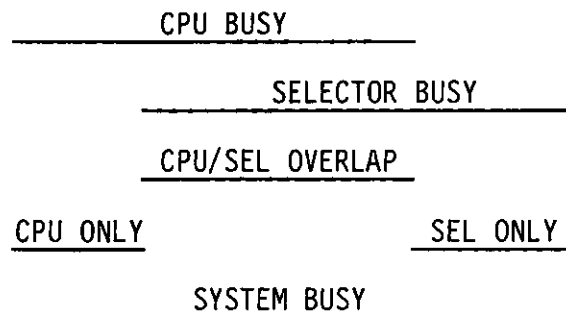 CPU BUSY
SELECTOR BUSY
CPU/SEL OVERLAP
CPU ONLY SEL ONLY
SYSTEM BUSY